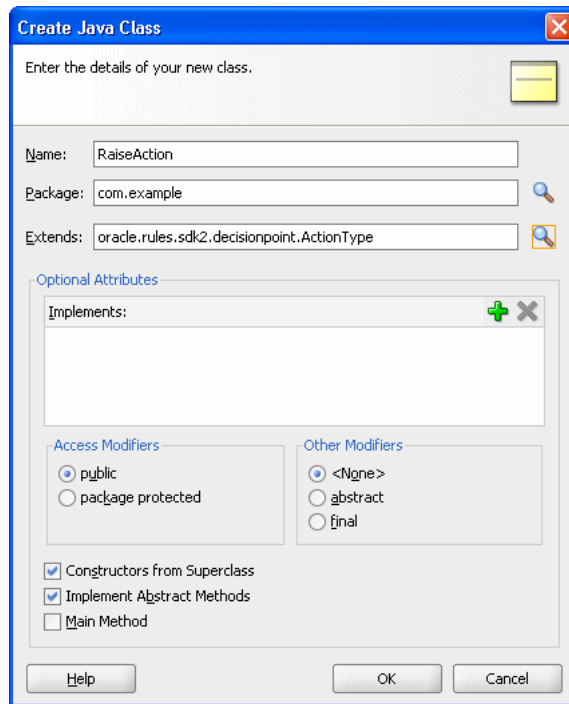 Create Java Class
Enter the details of your new class.
Name: RaiseAction
Package: com.example
Extends: oracle.rules.sdk2.decisionpoint.ActionType
Optional Attributes
Implements:
Access Modifiers
public
package protected
Other Modifiers
<None>
abstract
final
Constructors from Superclass
Implement Abstract Methods
Main Method
Help OK Cancel